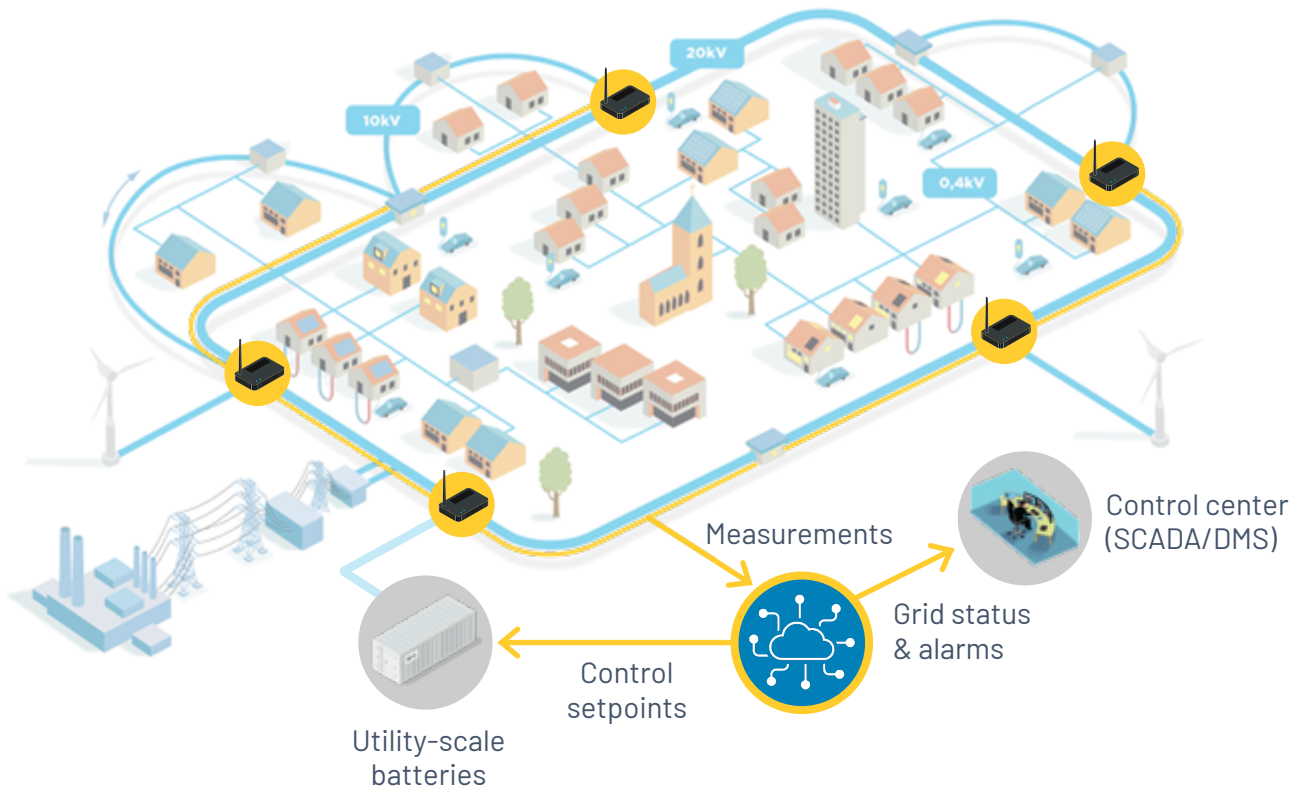 20kV
10kV
0,4kV
Measurements
Control center
(SCADA/DMS)
Grid status
& alarms
Control
setpoints
Utility-scale
batteries